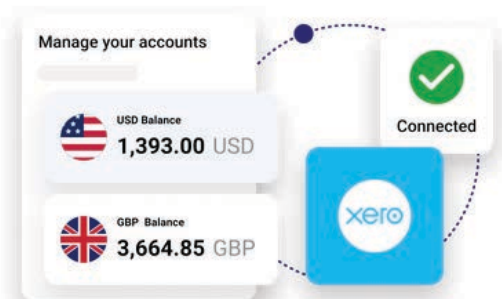 Manage your accounts
USD Balance
1,393.00 USD
GBP Balance
3,664.85 GBP
Connected
xero